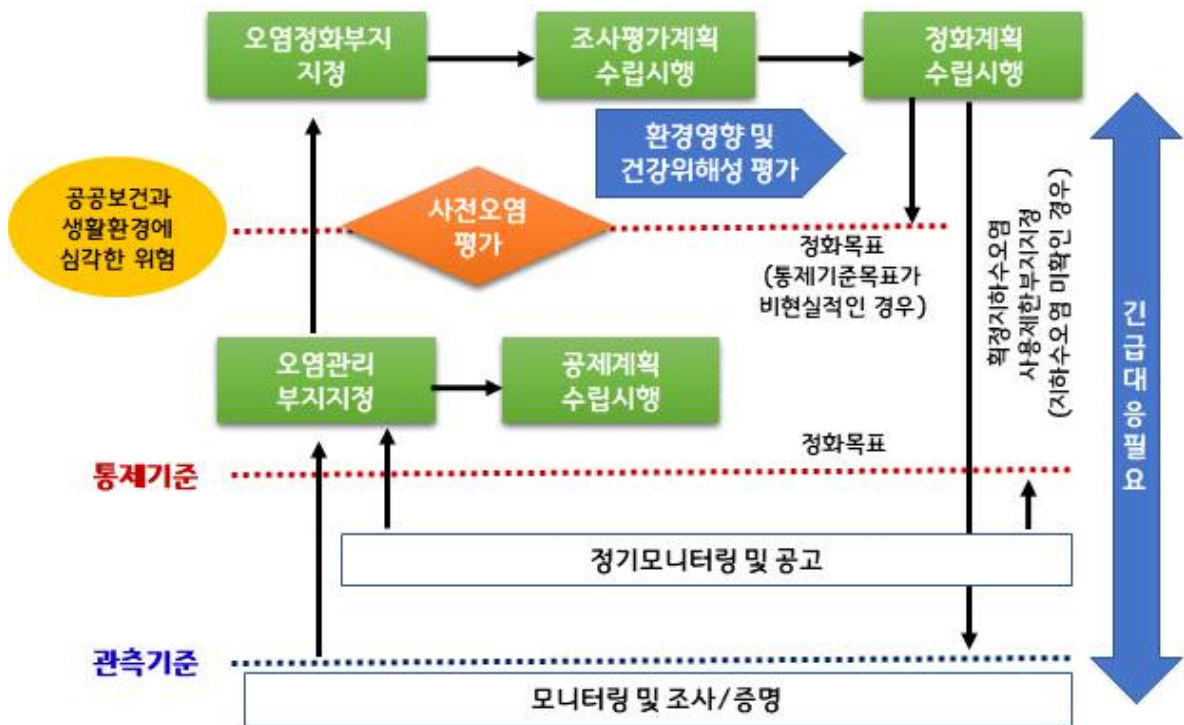 오염정화부지
지정
조사평가계획
수립시행
정화계획
수립시행
환경영향 및
건강위해성 평가
공공보건과
생활환경에
심각한 위험
사전오염
평가
정화목표
(통제기준목표가
비현실적인 경우)
획정지하수오염
사용제한부지지정
(지하수오염 미확인 경우)
긴급대응필요
오염관리
부지지정
공제계획
수립시행
정화목표
통제기준
정기모니터링 및 공고
관측기준
모니터링 및 조사/증명